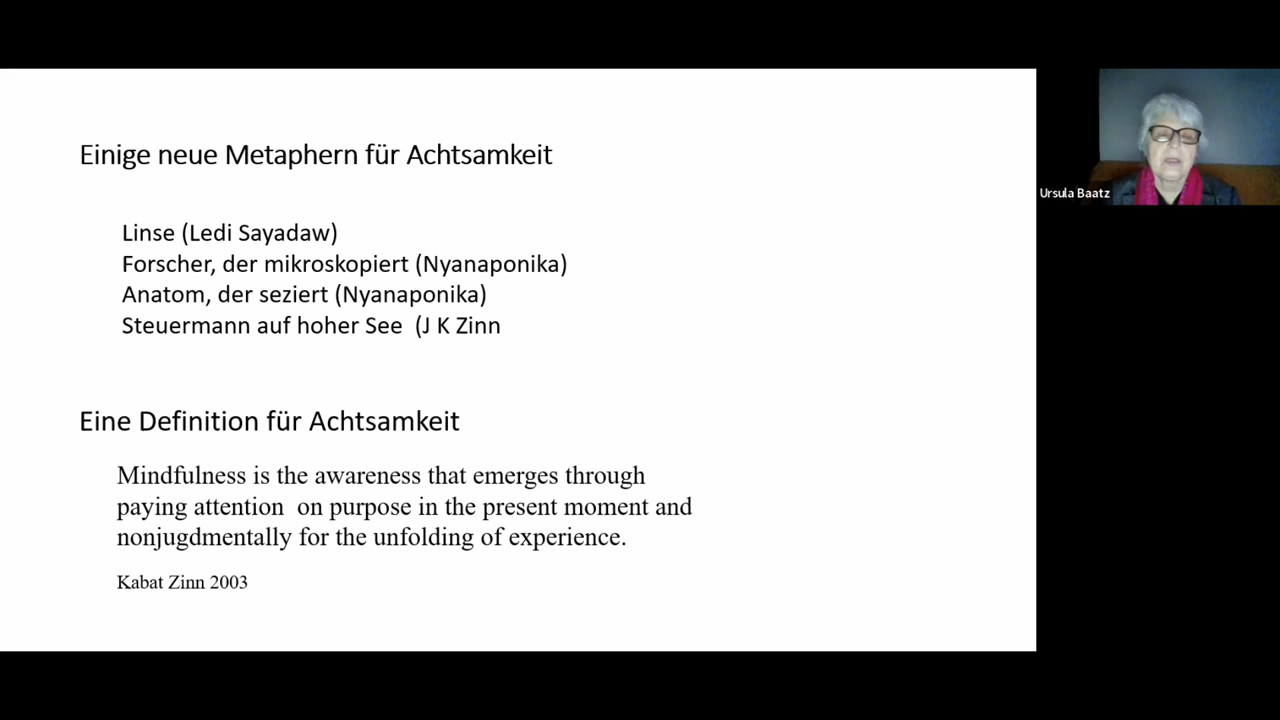 Einige neue Metaphern für Achtsamkeit
Linse (Ledi Sayadaw)
Forscher, der mikroskopiert (Nyanaponika)
Anatom, der seziert (Nyanaponika)
Steuermann auf hoher See  (J K Zinn
Eine Definition für Achtsamkeit
Mindfulness is the awareness that emerges through
paying attention  on purpose in the present moment and
nonjugdmentally for the unfolding of experience.
Kabat Zinn 2003
Ursula Baatz